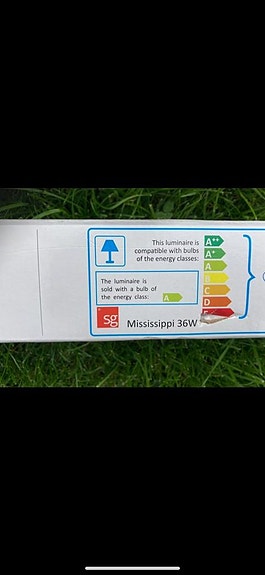 This luminaire is
compatible with bulbs
of the energy classes:
A++
A+
A
B
C
D
The luminaire is
sold with a bulb of
the energy class:
A
sg
Mississippi 36W